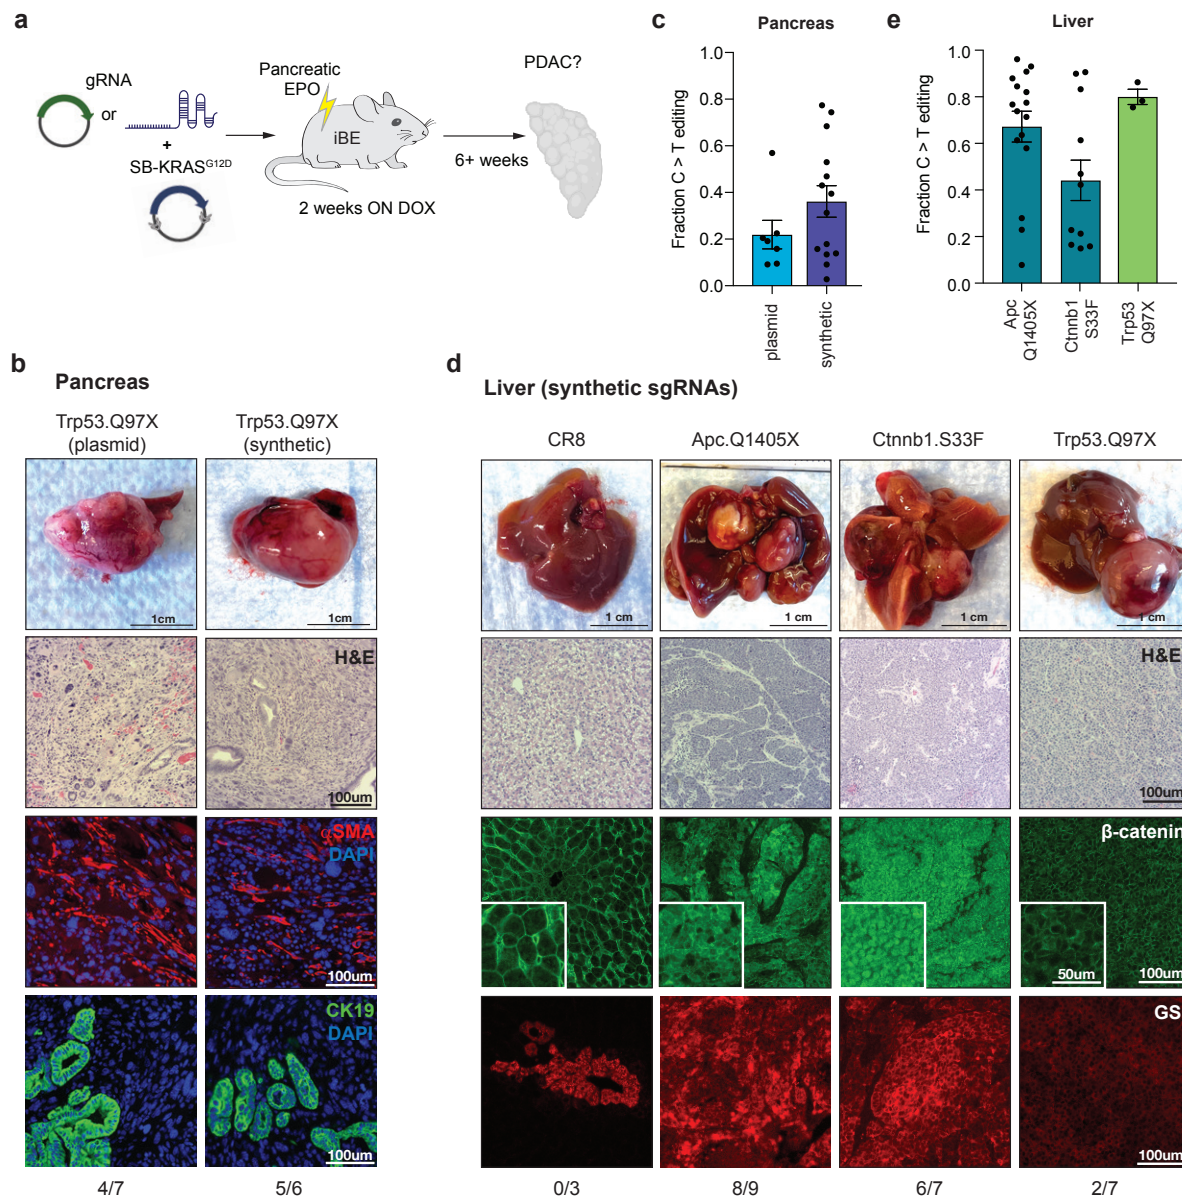 a
gRNA
or
+
SB-KRASG12D
Pancreatic
EPO
iBE
2 weeks ON DOX
6+ weeks
PDAC?
c
Pancreas
Fraction C > T editing
1.0
0.8
0.6
0.4
0.2
0.0
plasmid
synthetic
e
Liver
Fraction C > T editing
1.0
0.8
0.6
0.4
0.2
0.0
Apc
Q1405X
Ctnnb1
S33F
Trp53
Q97X
b
Pancreas
Trp53.Q97X
(plasmid)
Trp53.Q97X
(synthetic)
1cm
1cm
H&E
100um
αSMA
DAPI
100um
CK19
DAPI
100um
4/7
5/6
d
Liver (synthetic sgRNAs)
CR8
Apc.Q1405X
Ctnnb1.S33F
Trp53.Q97X
1 cm
1 cm
1 cm
1 cm
H&E
100um
β-catenin
50um
100um
GS
100um
0/3
8/9
6/7
2/7